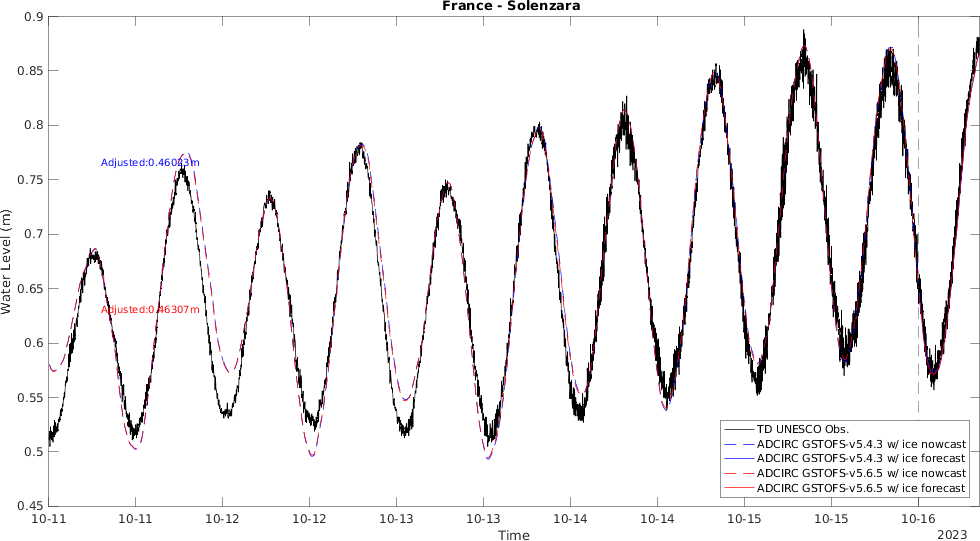 France - Solenzara
0.9
0.85
0.8
0.75
0.7
0.65
0.6
0.55
0.5
0.45
Water Level (m)
Adjusted:0.46023m
Adjusted:0.46307m
TD UNESCO Obs.
ADCIRC GSTOFS-v5.4.3 w/ ice nowcast
ADCIRC GSTOFS-v5.4.3 w/ ice forecast
ADCIRC GSTOFS-v5.6.5 w/ ice nowcast
ADCIRC GSTOFS-v5.6.5 w/ ice forecast
10-11 10-11 10-12 10-12 10-13 10-13 10-14 10-14 10-15 10-15 10-16
Time
2023